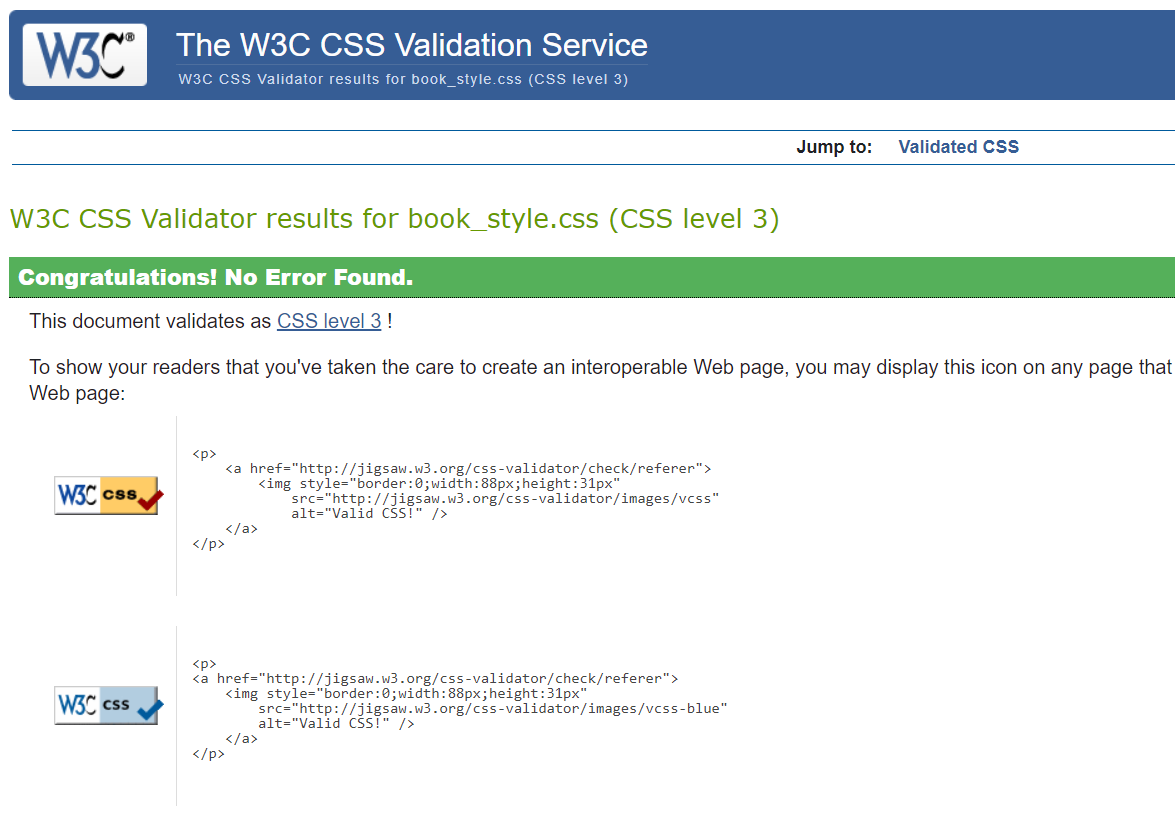 W3C®
The W3C CSS Validation Service
W3C CSS Validator results for book_style.css (CSS level 3)
Jump to: Validated CSS
W3C CSS Validator results for book_style.css (CSS level 3)
Congratulations! No Error Found.
This document validates as CSS level 3 !
To show your readers that you've taken the care to create an interoperable Web page, you may display this icon on any page that
Web page:
<p>
<a href="http://jigsaw.w3.org/css-validator/check/referer">
<img style="border:0;width:88px;height:31px"
W3C css
src="http://jigsaw.w3.org/css-validator/images/vcss"
alt="Valid CSS!" />
</a>
</p>
<p>
<a href="http://jigsaw.w3.org/css-validator/check/referer">
<img style="border:0;width:88px;height:31px"
W3C css
src="http://jigsaw.w3.org/css-validator/images/vcss-blue"
alt="Valid CSS!" />
</a>
</p>